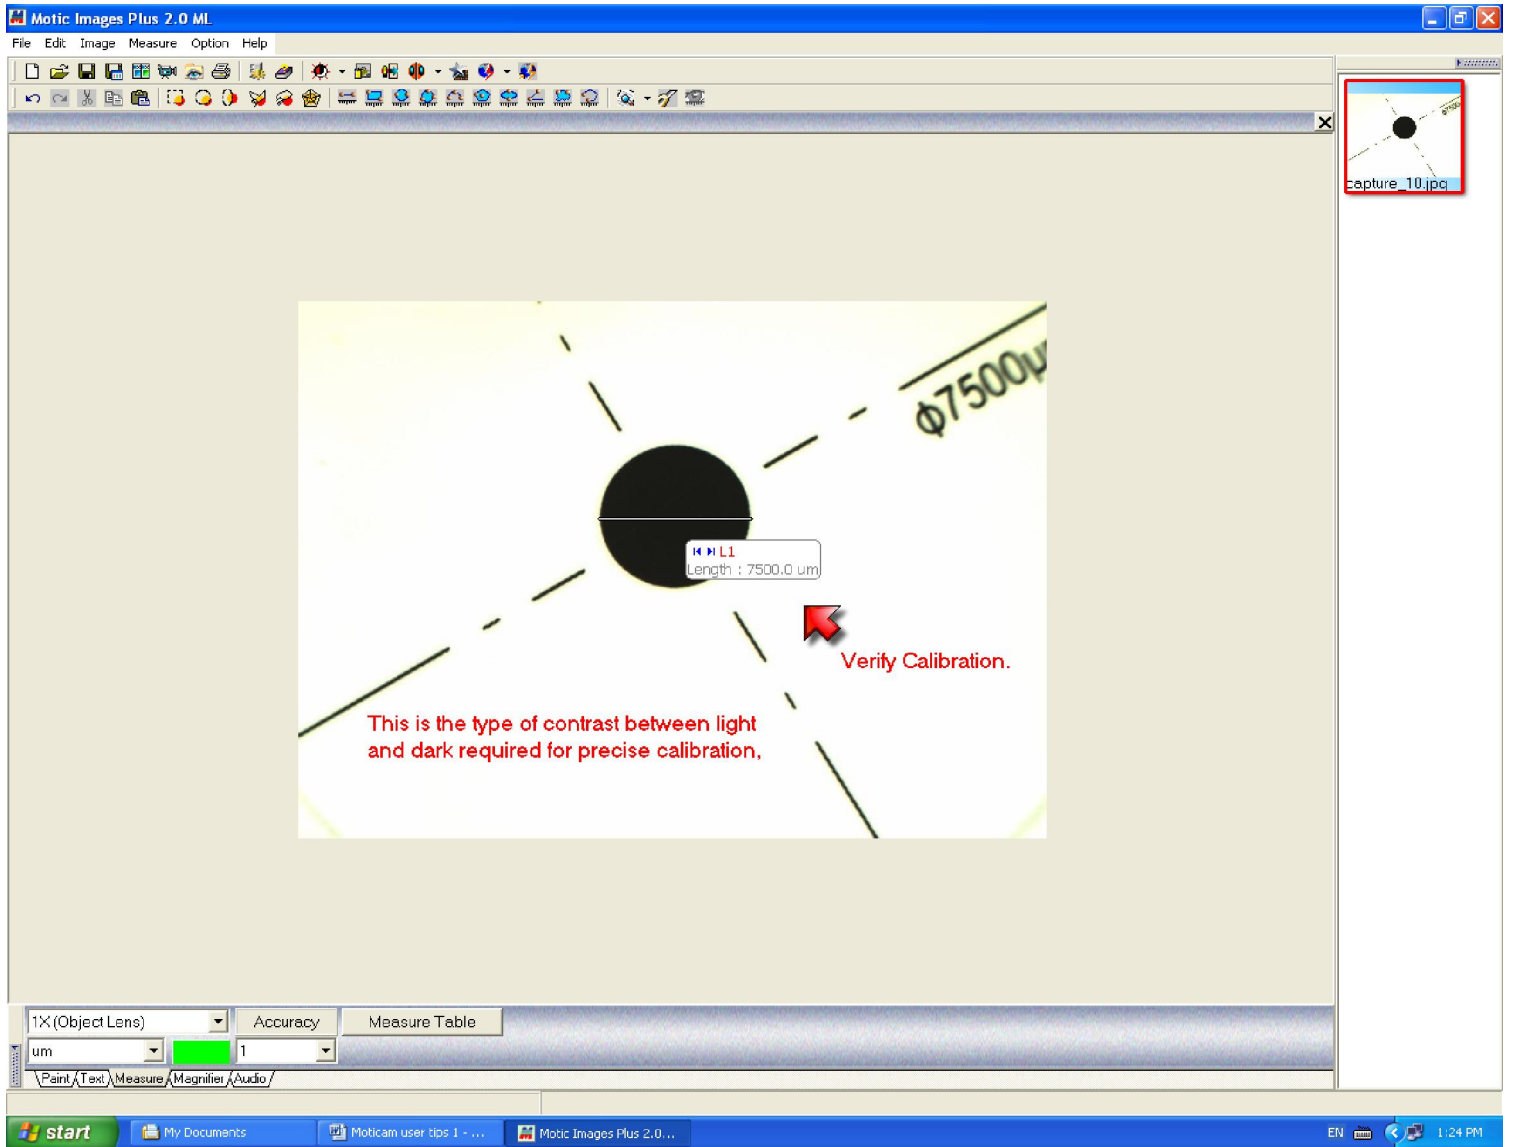 Motic Images Plus 2.0 ML
File Edit Image Measure Option Help
capture_10.jpg
Φ7500μ
L1
Length : 7500.0 um
Verify Calibration.
This is the type of contrast between light
and dark required for precise calibration,
1X (Object Lens) Accuracy Measure Table
um 1
Paint Text Measure Magnifier Audio
start My Documents Moticam user tips 1 - ... Motic Images Plus 2.0... EN 1:24 PM